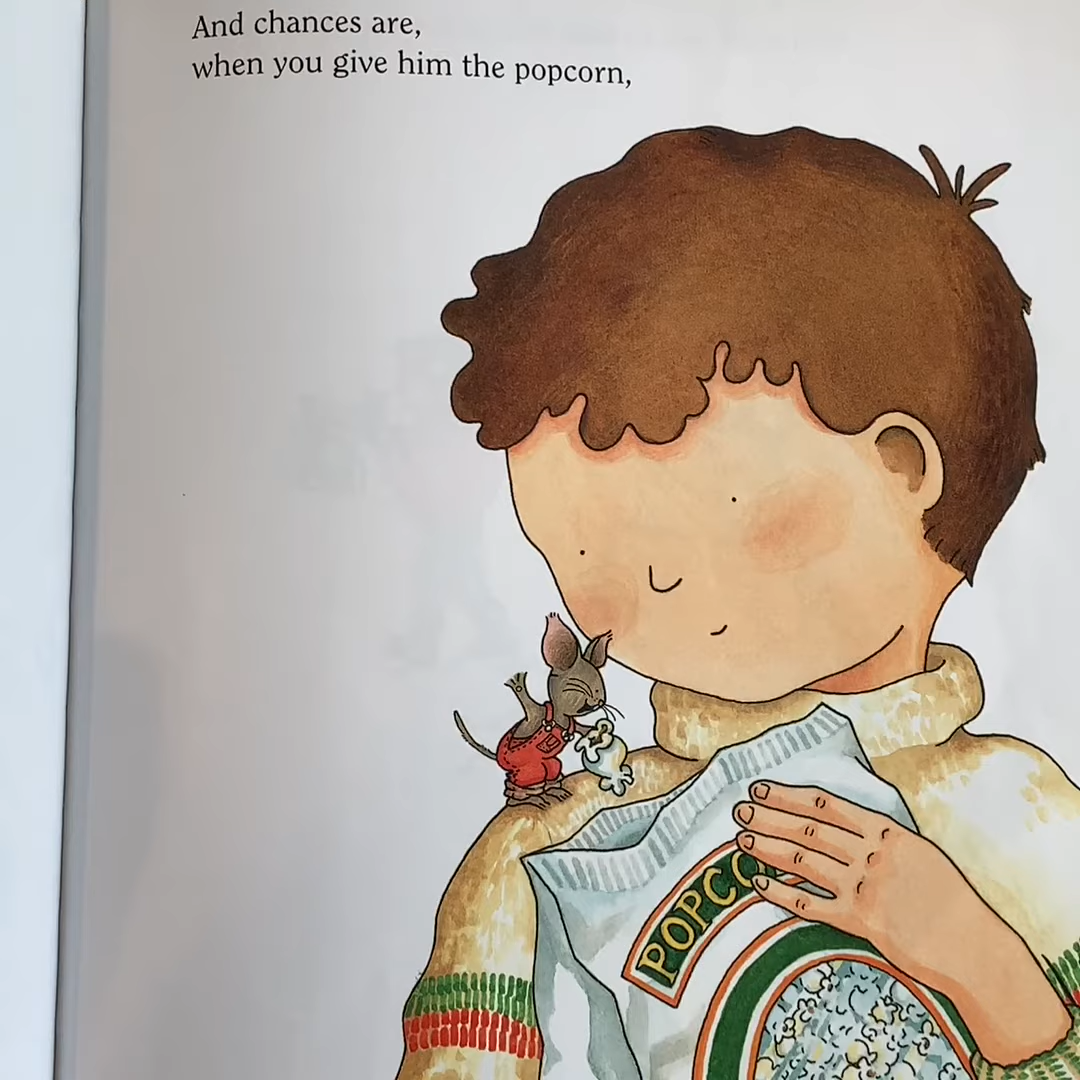 And chances are,
when you give him the popcorn,
POPCO